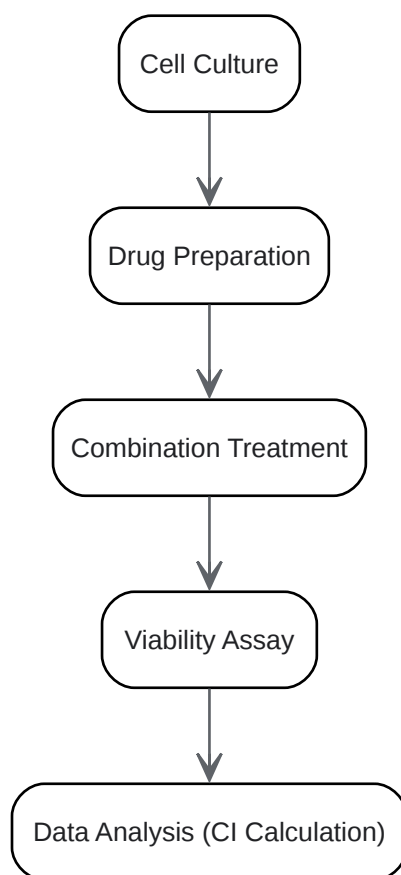 Cell Culture
Drug Preparation
Combination Treatment
Viability Assay
Data Analysis (CI Calculation)